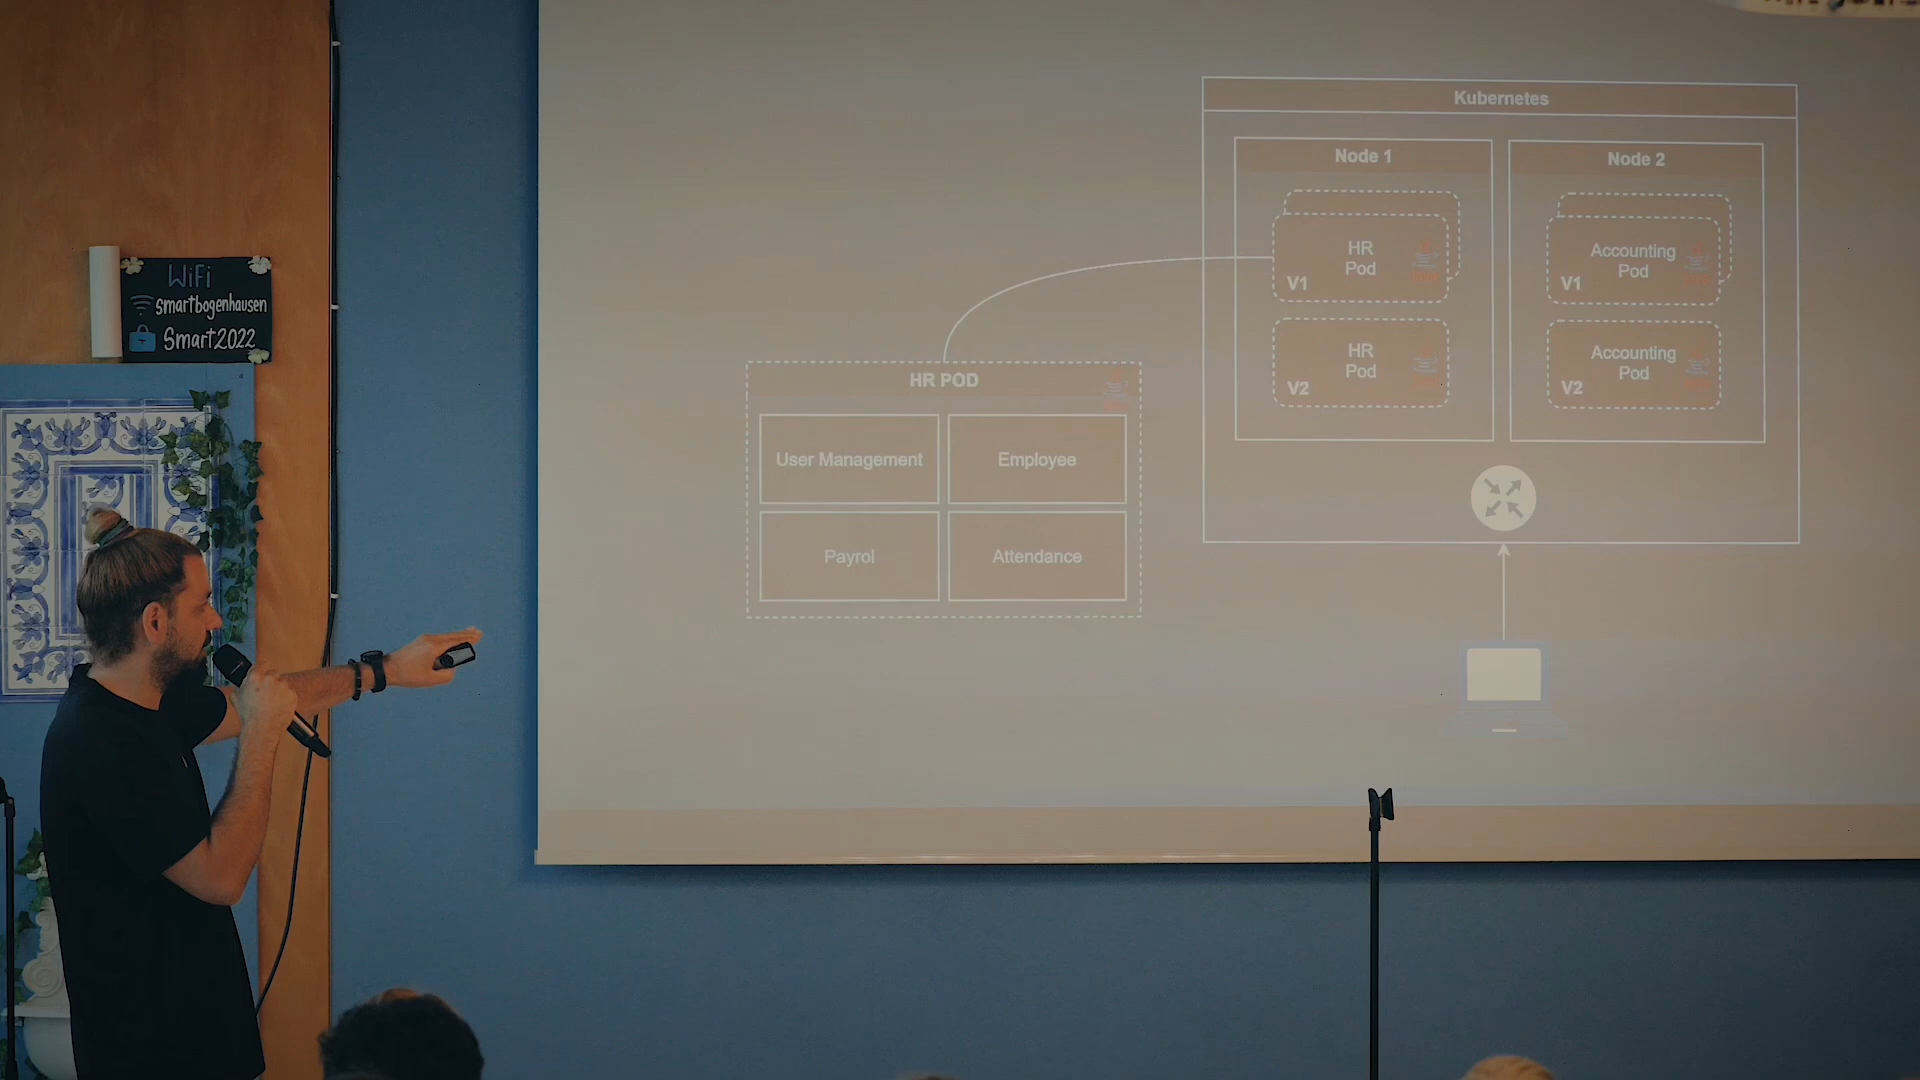 WiFi
smartbogenhausen
Smart2022
Kubernetes
Node 1
HR
Pod
V1
HR
Pod
V2
Node 2
Accounting
Pod
V1
Accounting
Pod
V2
HR POD
User Management
Employee
Payrol
Attendance